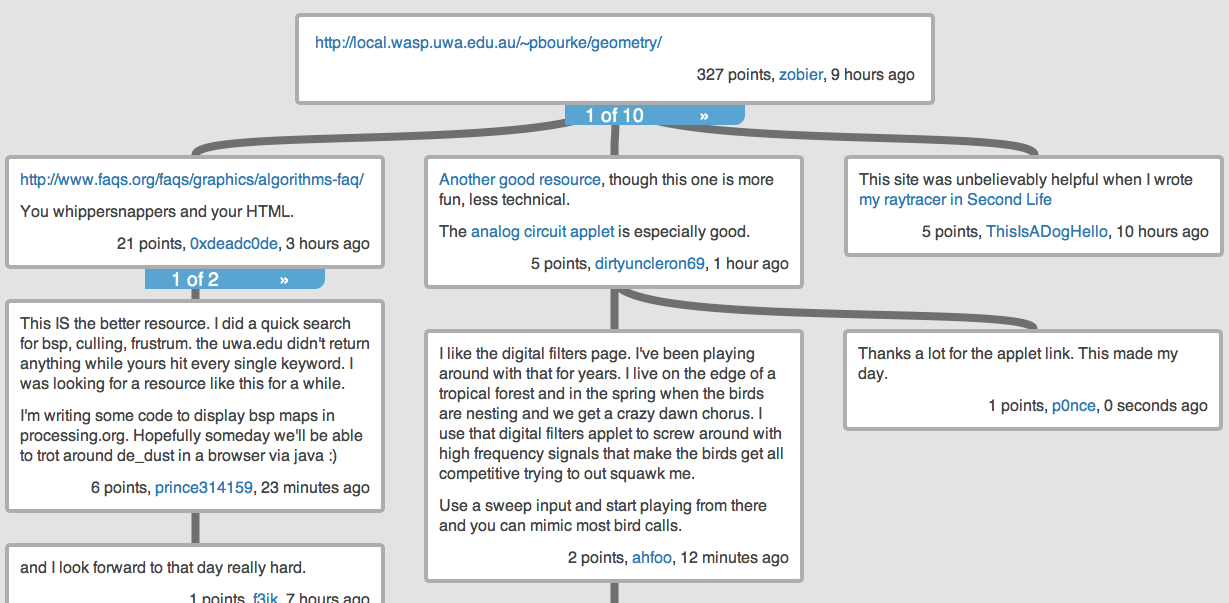 http://local.wasp.uwa.edu.au/~pbourke/geometry/
327 points, zobier, 9 hours ago
1 of 10 »
http://www.faqs.org/faqs/graphics/algorithms-faq/
You whippersnappers and your HTML.
21 points, 0xdeadc0de, 3 hours ago
1 of 2 »
This IS the better resource. I did a quick search
for bsp, culling, frustrum. the uwa.edu didn't return
anything while yours hit every single keyword. I
was looking for a resource like this for a while.
I'm writing some code to display bsp maps in
processing.org. Hopefully someday we'll be able
to trot around de_dust in a browser via java :)
6 points, prince314159, 23 minutes ago
and I look forward to that day really hard.
1 points, f3ik, 7 hours ago
Another good resource, though this one is more
fun, less technical.
The analog circuit applet is especially good.
5 points, dirtyuncleron69, 1 hour ago
I like the digital filters page. I've been playing
around with that for years. I live on the edge of a
tropical forest and in the spring when the birds
are nesting and we get a crazy dawn chorus. I
use that digital filters applet to screw around with
high frequency signals that make the birds get all
competitive trying to out squawk me.
Use a sweep input and start playing from there
and you can mimic most bird calls.
2 points, ahfoo, 12 minutes ago
This site was unbelievably helpful when I wrote
my raytracer in Second Life
5 points, ThisIsADogHello, 10 hours ago
Thanks a lot for the applet link. This made my
day.
1 points, p0nce, 0 seconds ago